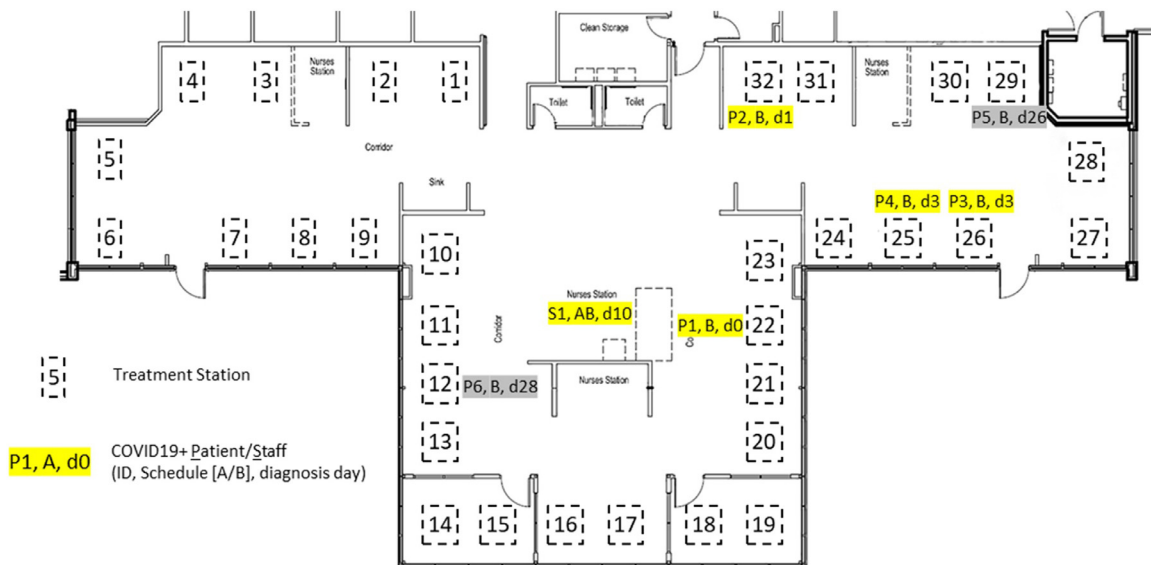 Clean Storage
Nurses
Station
Nurses
Station
4
3
2
1
32
31
30
29
Toilet
Toilet
P2, B, d1
P5, B, d26
5
Corridor
28
Sink
P4, B, d3
P3, B, d3
6
7
8
9
10
23
24
25
26
27
Nurses Station
S1, AB, d10
P1, B, d0
11
Corridor
22
Co
5
Treatment Station
12
P6, B, d28
Nurses Station
21
13
20
P1, A, d0
COVID19+ Patient/Staff
(ID, Schedule [A/B], diagnosis day)
14
15
16
17
18
19